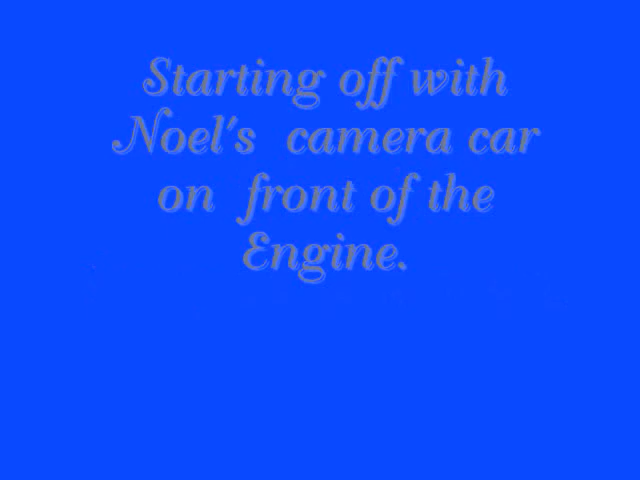 Starting off with
Noel's camera car
on front of the
Engine.